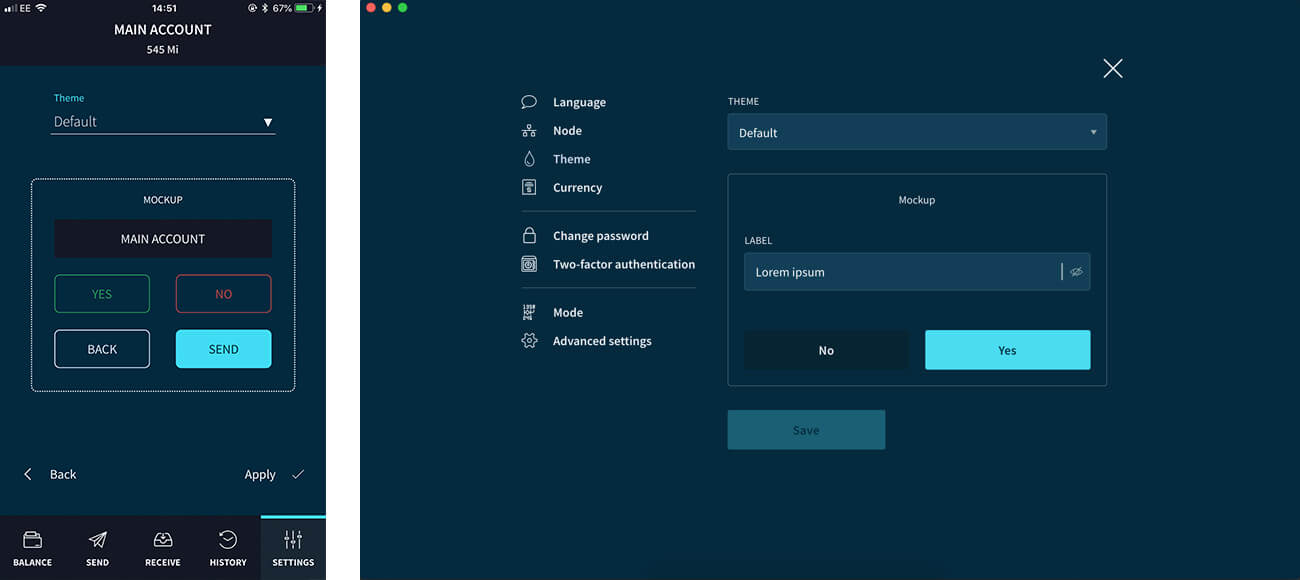 EE 14:51 67%
MAIN ACCOUNT
545 Mi
Theme
Default
MOCKUP
MAIN ACCOUNT
YES NO
BACK SEND
Back Apply
BALANCE SEND RECEIVE HISTORY SETTINGS
Language
Node
Theme
Currency
Change password
Two-factor authentication
Mode
Advanced settings
THEME
Default
Mockup
LABEL
Lorem ipsum
No Yes
Save